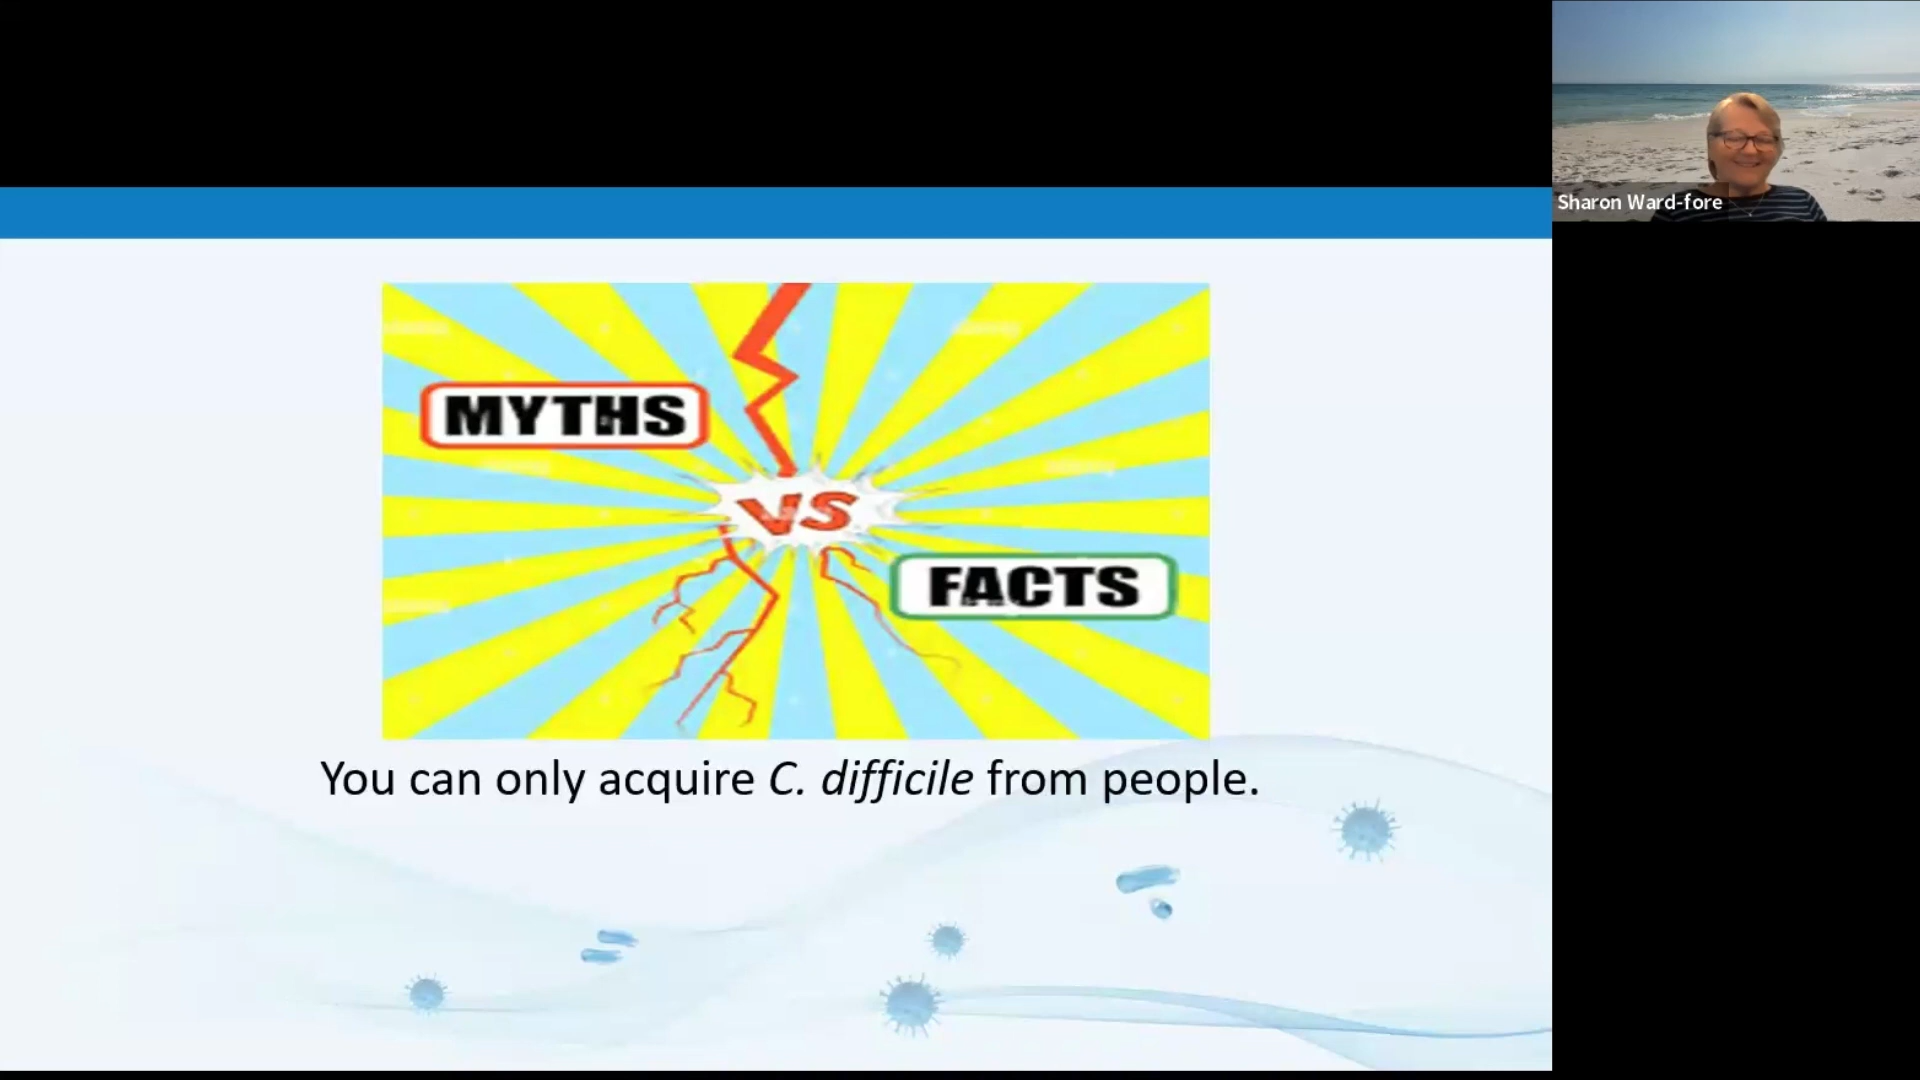 Sharon Ward-fore
MYTHS
VS
FACTS
You can only acquire C. difficile from people.